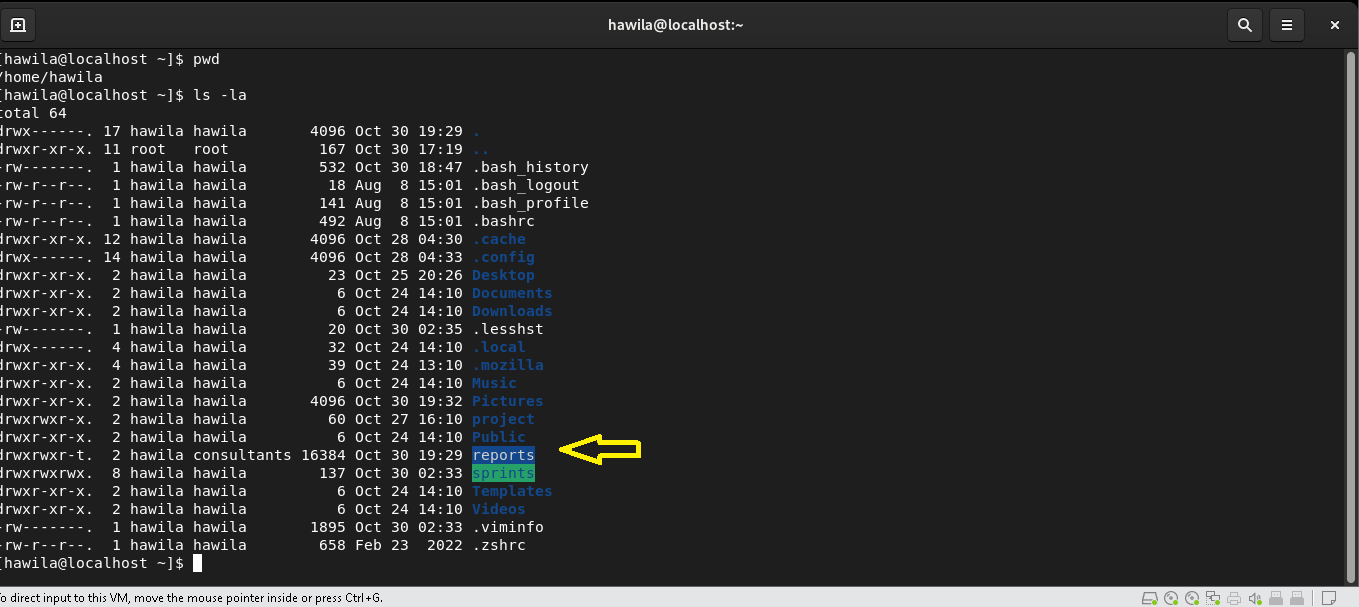 hawila@localhost:~
[hawila@localhost ~]$ pwd
/home/hawila
[hawila@localhost ~]$ ls -la
total 64
drwx------. 17 hawila hawila       4096 Oct 30 19:29 .
drwxr-xr-x. 11 root   root          167 Oct 30 17:19 ..
-rw-------.  1 hawila hawila        532 Oct 30 18:47 .bash_history
-rw-r--r--.  1 hawila hawila         18 Aug  8 15:01 .bash_logout
-rw-r--r--.  1 hawila hawila        141 Aug  8 15:01 .bash_profile
-rw-r--r--.  1 hawila hawila        492 Aug  8 15:01 .bashrc
drwxr-xr-x. 12 hawila hawila       4096 Oct 28 04:30 .cache
drwx------. 14 hawila hawila       4096 Oct 28 04:33 .config
drwxr-xr-x.  2 hawila hawila         23 Oct 25 20:26 Desktop
drwxr-xr-x.  2 hawila hawila          6 Oct 24 14:10 Documents
drwxr-xr-x.  2 hawila hawila          6 Oct 24 14:10 Downloads
-rw-------.  1 hawila hawila         20 Oct 30 02:35 .lesshst
drwx------.  4 hawila hawila         32 Oct 24 14:10 .local
drwxr-xr-x.  4 hawila hawila         39 Oct 24 13:10 .mozilla
drwxr-xr-x.  2 hawila hawila          6 Oct 24 14:10 Music
drwxr-xr-x.  2 hawila hawila       4096 Oct 30 19:32 Pictures
drwxrwxr-x.  2 hawila hawila         60 Oct 27 16:10 project
drwxr-xr-x.  2 hawila hawila          6 Oct 24 14:10 Public
drwxrwxr-t.  2 hawila consultants 16384 Oct 30 19:29 reports
drwxrwxrwx.  8 hawila hawila        137 Oct 30 02:33 sprints
drwxr-xr-x.  2 hawila hawila          6 Oct 24 14:10 Templates
drwxr-xr-x.  2 hawila hawila          6 Oct 24 14:10 Videos
-rw-------.  1 hawila hawila       1895 Oct 30 02:33 .viminfo
-rw-r--r--.  1 hawila hawila        658 Feb 23  2022 .zshrc
[hawila@localhost ~]$
To direct input to this VM, move the mouse pointer inside or press Ctrl+G.